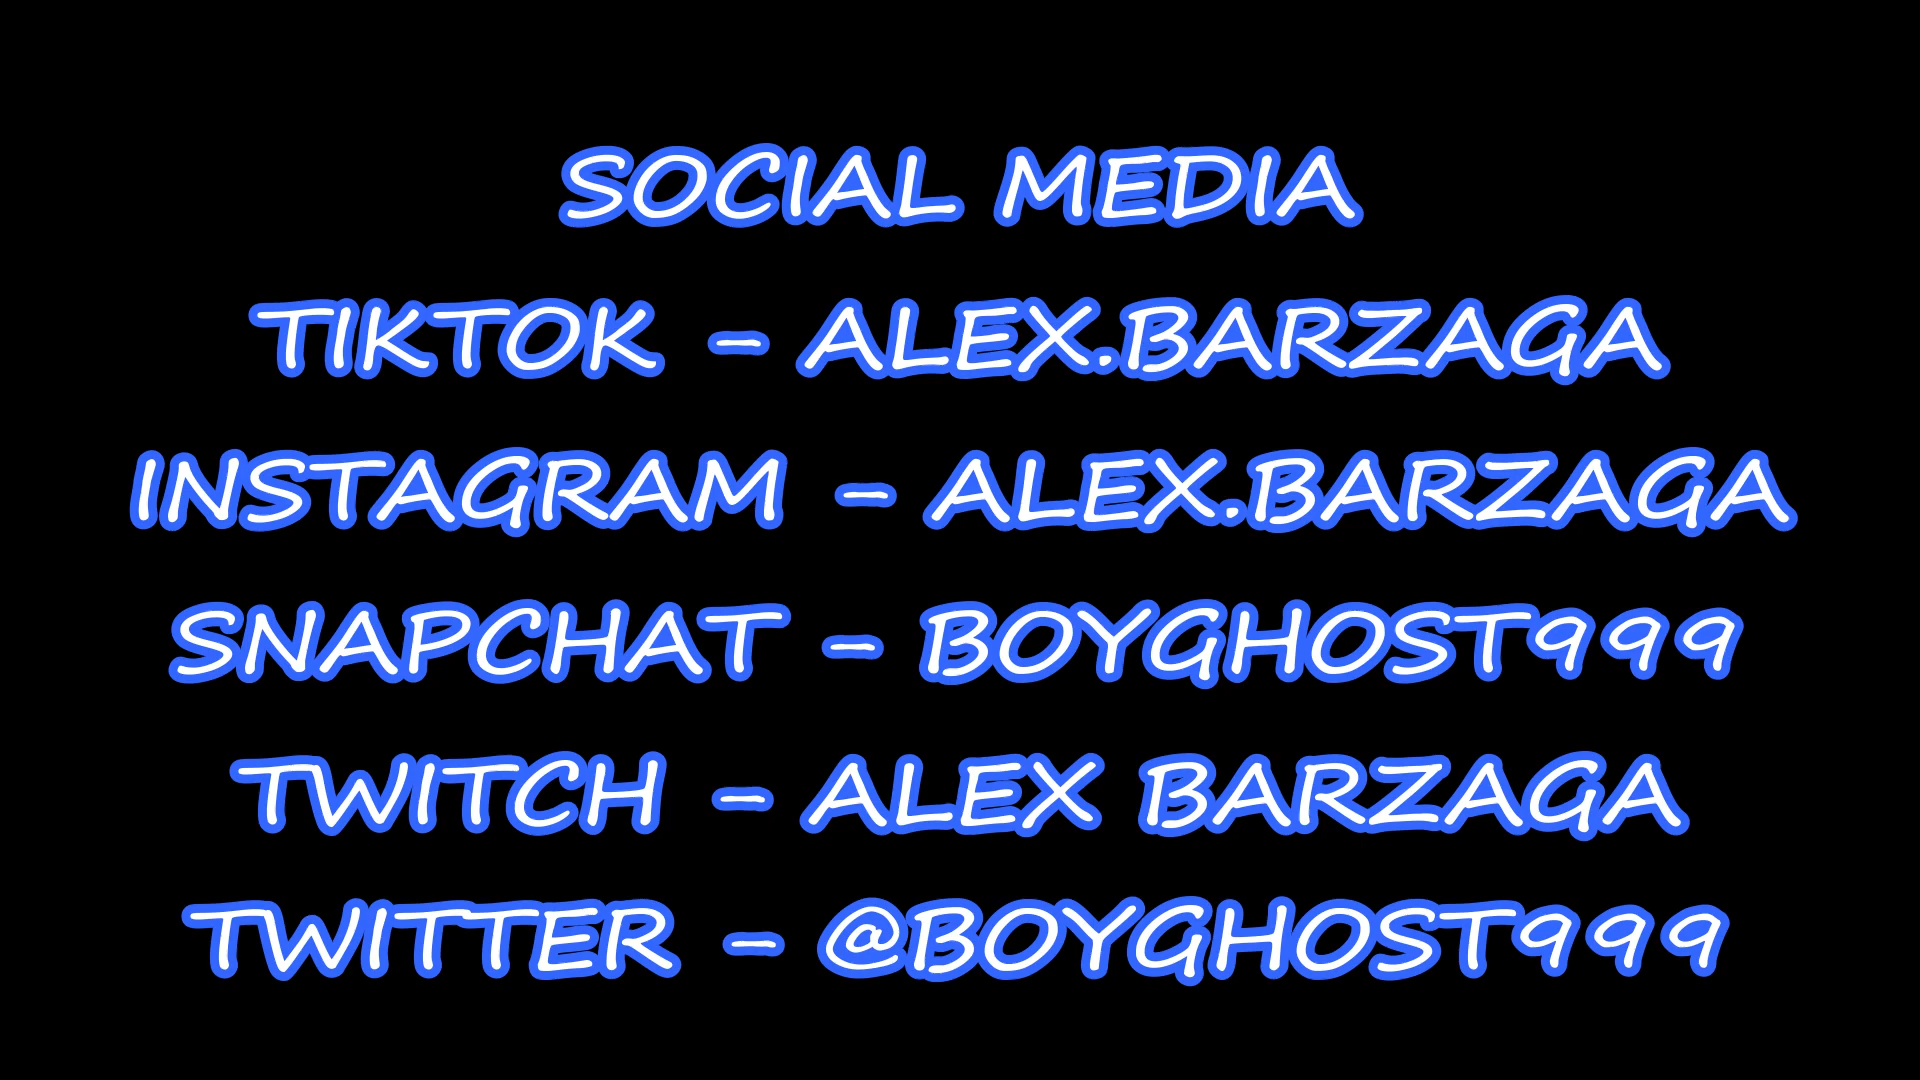 SOCIAL MEDIA
TIKTOK - ALEX.BARZAGA
INSTAGRAM - ALEX.BARZAGA
SNAPCHAT - BOYGHOST999
TWITCH - ALEX BARZAGA
TWITTER - @BOYGHOST999